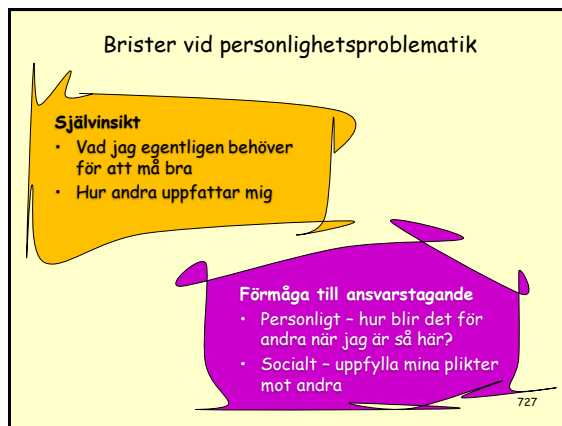 Brister vid personlighetsproblematik
Självinsikt
• Vad jag egentligen behöver
för att må bra
• Hur andra uppfattar mig
Förmåga till ansvarstagande
• Personligt – hur blir det för
andra när jag är så här?
• Socialt – uppfylla mina plikter
mot andra
727